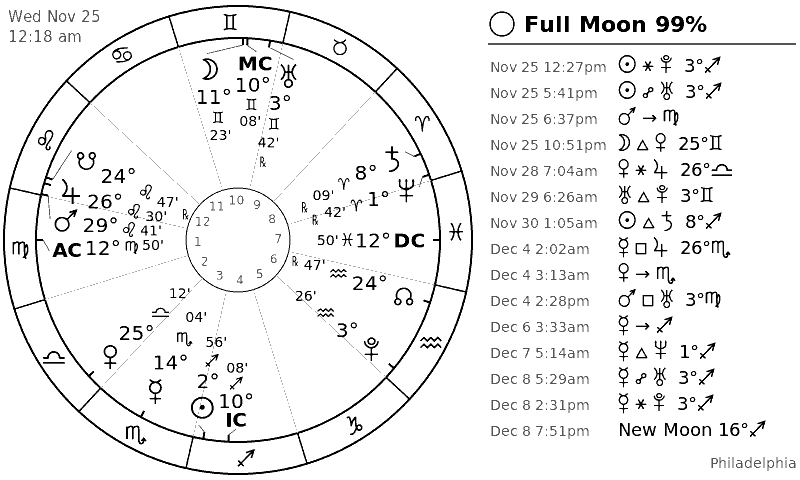 Wed Nov 25
12:18 am
♊
♉
♋
♈
♌
♓
♍
♒
♎
♑
♏
♐
☽ MC ♅
11° 10° 3°
♊ ♊ ♊
23' 08' 42'
℞
☋ 24° ♌ 47' ℞
♃ 26° ♌ 30'
♂ 29° ♌ 41'
AC 12° ♍ 50'
♄ 8° ♈ 09' ℞
♆ 1° ♈ 42' ℞
50' ♓ 12° DC
℞ 47' ♒ 24° ☊
26' ♒ 3° ♇
12' ♎ 25° ♀
04' ♏ 14° ☿
56' ♐ 2° ☉
08' ♐ 10° IC
1
2
3
4
5
6
7
8
9
10
11
12
Full Moon 99%
Nov 25 12:27pm ☉ ⚹ ♇ 3°♐
Nov 25 5:41pm ☉ ☍ ♅ 3°♐
Nov 25 6:37pm ♂ → ♍
Nov 25 10:51pm ☽ △ ♀ 25°♊
Nov 28 7:04am ♀ ⚹ ♃ 26°♎
Nov 29 6:26am ♅ △ ♇ 3°♊
Nov 30 1:05am ☉ △ ♄ 8°♐
Dec 4 2:02am ☿ □ ♃ 26°♏
Dec 4 3:13am ♀ → ♏
Dec 4 2:28pm ♂ □ ♅ 3°♍
Dec 6 3:33am ☿ → ♐
Dec 7 5:14am ☿ △ ♆ 1°♐
Dec 8 5:29am ☿ ☍ ♅ 3°♐
Dec 8 2:31pm ☿ ⚹ ♇ 3°♐
Dec 8 7:51pm New Moon 16°♐
Philadelphia